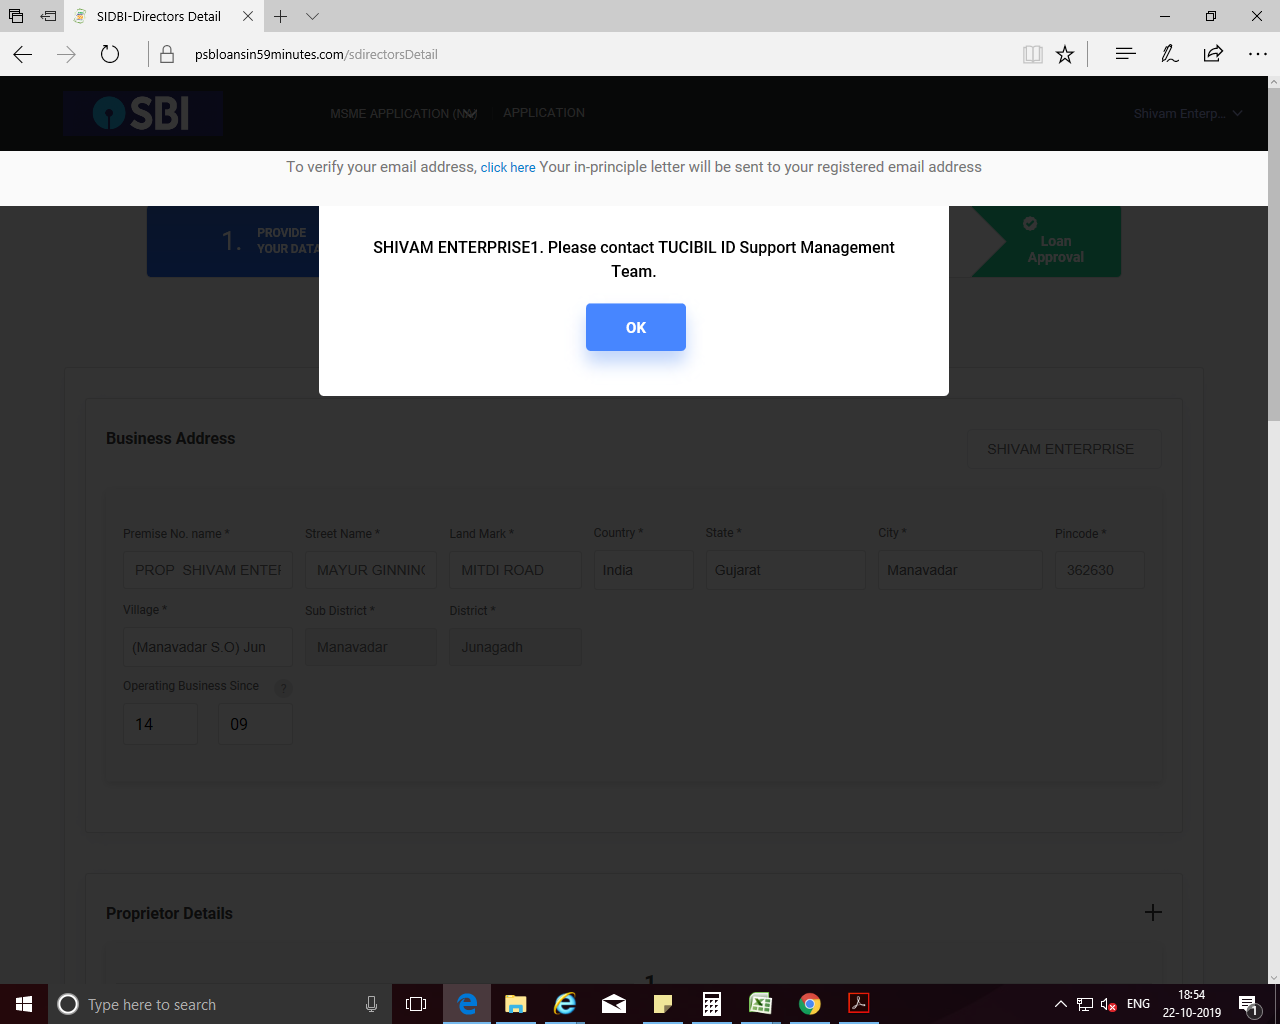 SIDBI-Directors Detail
psbloansin59minutes.com/sdirectorsDetail
SBI
MSME APPLICATION (NA) APPLICATION Shivam Enterp...
To verify your email address, click here Your in-principle letter will be sent to your registered email address
1. PROVIDE
YOUR DATA
Loan
Approval
SHIVAM ENTERPRISE1. Please contact TUCIBIL ID Support Management
Team.
OK
Business Address
SHIVAM ENTERPRISE
Premise No. name * Street Name * Land Mark * Country * State * City * Pincode *
PROP SHIVAM ENTER MAYUR GINNING MITDI ROAD India Gujarat Manavadar 362630
Village * Sub District * District *
(Manavadar S.O) Jun Manavadar Junagadh
Operating Business Since ?
14 09
Proprietor Details
1
Type here to search
ENG
18:54
22-10-2019
1